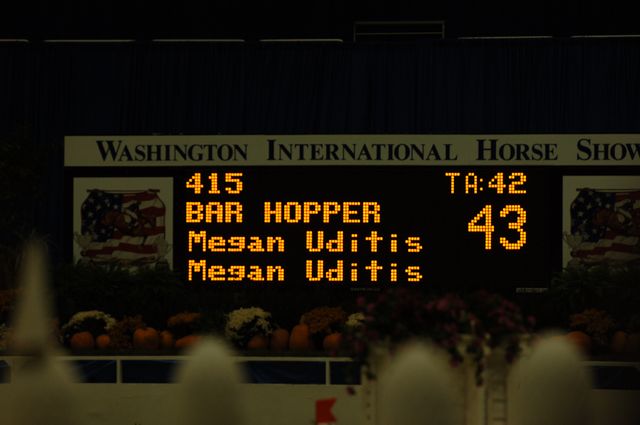 WASHINGTON INTERNATIONAL HORSE SHOW
415 TA:42
BAR HOPPER 43
Megan Uditis
Megan Uditis